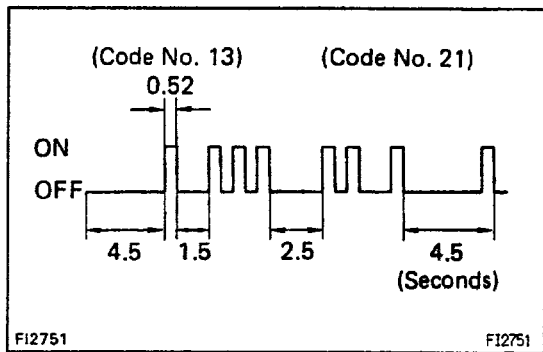 (Code No. 13) (Code No. 21)
0.52
ON
OFF
4.5 1.5 2.5 4.5
(Seconds)
FI2751 FI2751